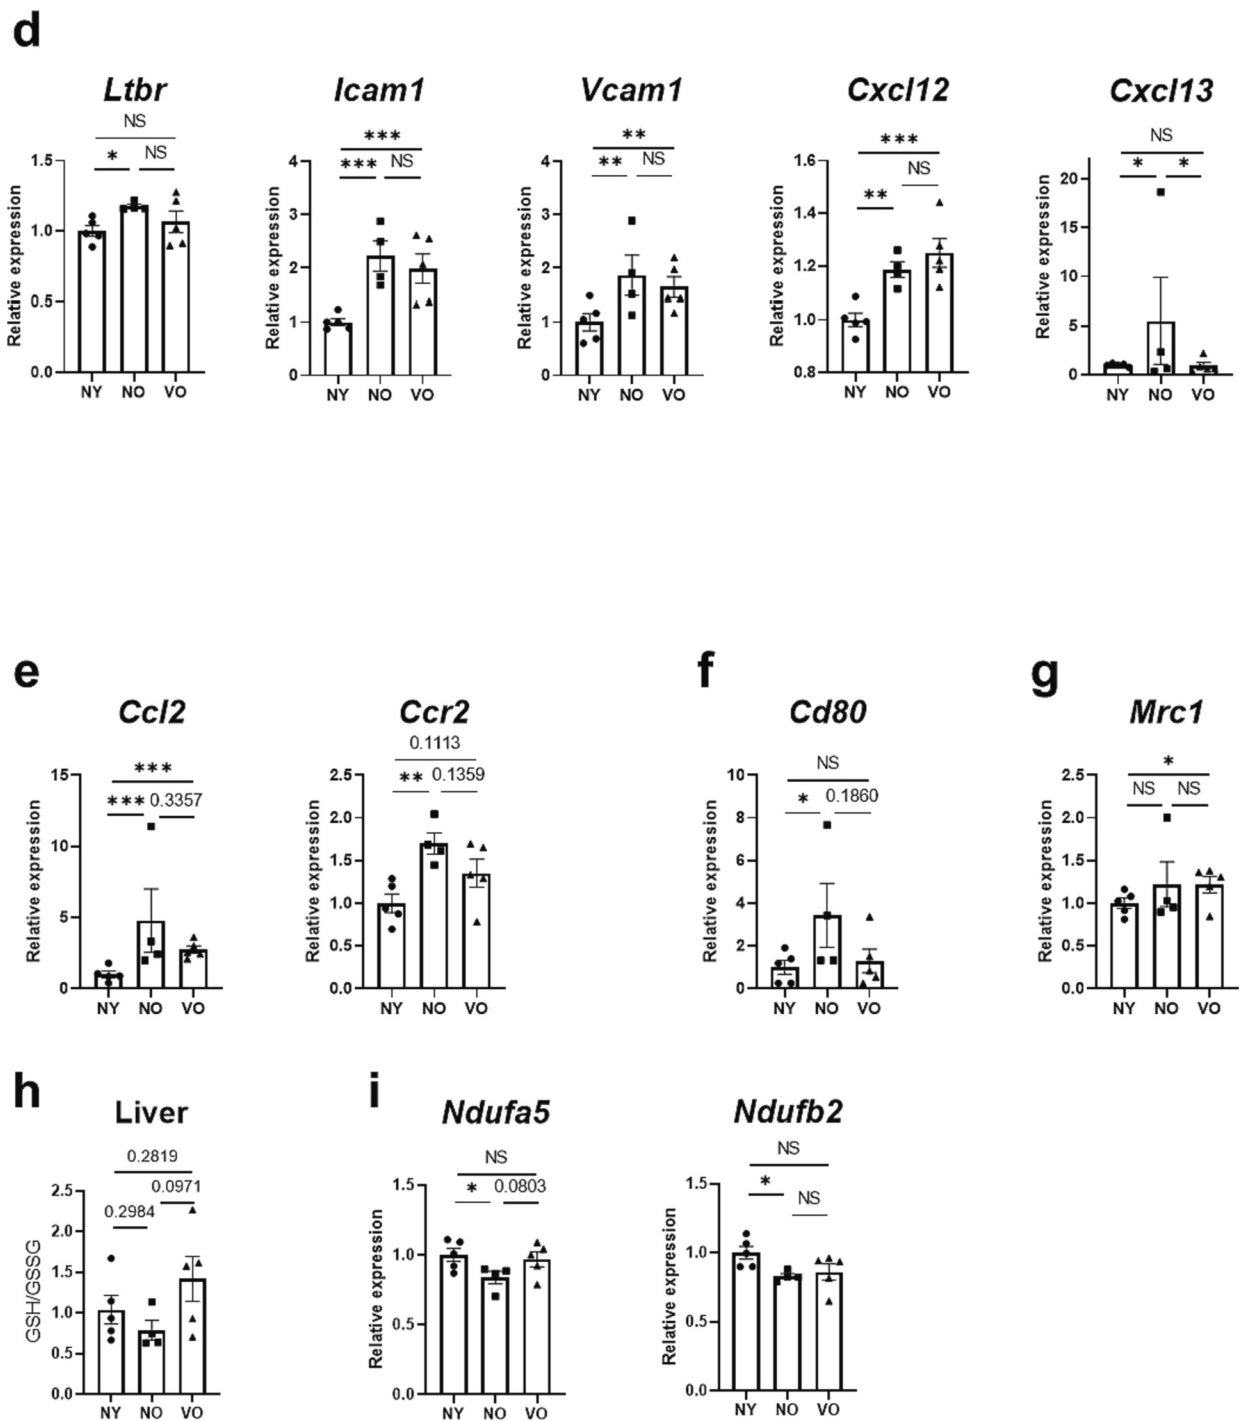 d
Ltbr
NS
* NS
Relative expression
1.5
1.0
0.5
0.0
NY NO VO
Icam1
***
*** NS
Relative expression
4
3
2
1
0
NY NO VO
Vcam1
**
** NS
Relative expression
4
3
2
1
0
NY NO VO
Cxcl12
***
NS
**
Relative expression
1.6
1.4
1.2
1.0
0.8
NY NO VO
Cxcl13
NS
* *
Relative expression
20
15
10
5
0
NY NO VO
e
Ccl2
***
*** 0.3357
Relative expression
15
10
5
0
NY NO VO
Ccr2
0.1113
** 0.1359
Relative expression
2.5
2.0
1.5
1.0
0.5
0.0
NY NO VO
f
Cd80
NS
* 0.1860
Relative expression
10
8
6
4
2
0
NY NO VO
g
Mrc1
*
NS NS
Relative expression
2.5
2.0
1.5
1.0
0.5
0.0
NY NO VO
h
Liver
0.2819
0.0971
0.2984
GSH/GSSG
2.5
2.0
1.5
1.0
0.5
0.0
NY NO VO
i
Ndufa5
NS
* 0.0803
Relative expression
1.5
1.0
0.5
0.0
NY NO VO
Ndufb2
NS
*
NS
Relative expression
1.5
1.0
0.5
0.0
NY NO VO